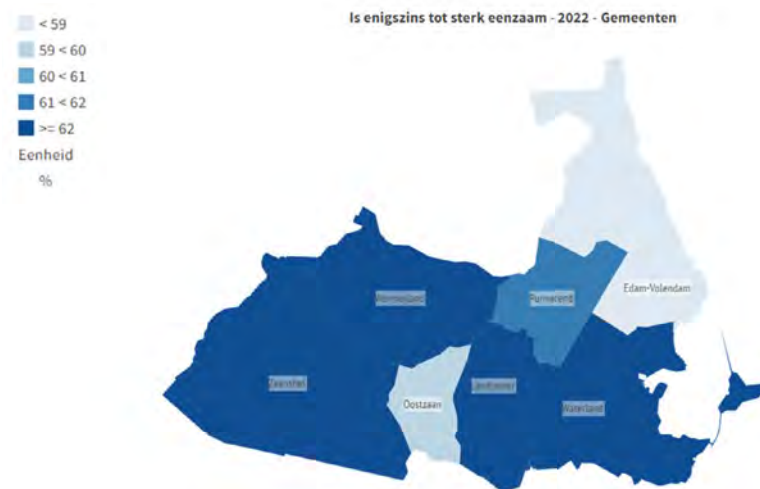 Is enigszins tot sterk eenzaam - 2022 - Gemeenten
< 59
59 < 60
60 < 61
61 < 62
>= 62
Eenheid
%
Edam-Volendam
Wormerland
Purmerend
Zaanstad
Oostzaan
Landsmeer
Waterland